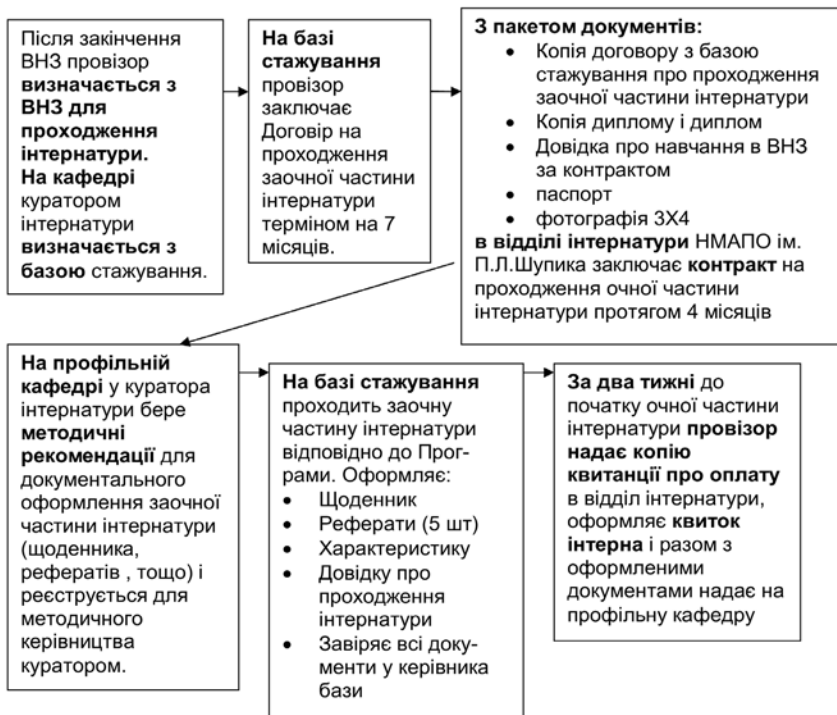 Після закінчення
ВНЗ провізор
визначається з
ВНЗ для
проходження
інтернатури.
На кафедрі
куратором
інтернатури
визначається з
базою стажування.
На базі
стажування
провізор
заключає
Договір на
проходження
заочної частини
інтернатури
терміном на 7
місяців.
З пакетом документів:
• Копія договору з базою
стажування про проходження
заочної частини інтернатури
• Копія диплому і диплом
• Довідка про навчання в ВНЗ
за контрактом
• паспорт
• фотографія 3Х4
в відділі інтернатури НМАПО ім.
П.Л.Шупика заключає контракт на
проходження очної частини
інтернатури протягом 4 місяців
На профільній
кафедрі у куратора
інтернатури бере
методичні
рекомендації для
документального
оформлення заочної
частини інтернатури
(щоденника,
рефератів , тощо) і
реєструється для
методичного
керівництва
куратором.
На базі стажування
проходить заочну
частину інтернатури
відповідно до Прог-
рами. Оформляє:
• Щоденник
• Реферати (5 шт)
• Характеристику
• Довідку про
проходження
інтернатури
• Завіряє всі доку-
менти у керівника
бази
За два тижні до
початку очної частини
інтернатури провізор
надає копію
квитанції про оплату
в відділ інтернатури,
оформляє квиток
інтерна і разом з
оформленими
документами надає на
профільну кафедру